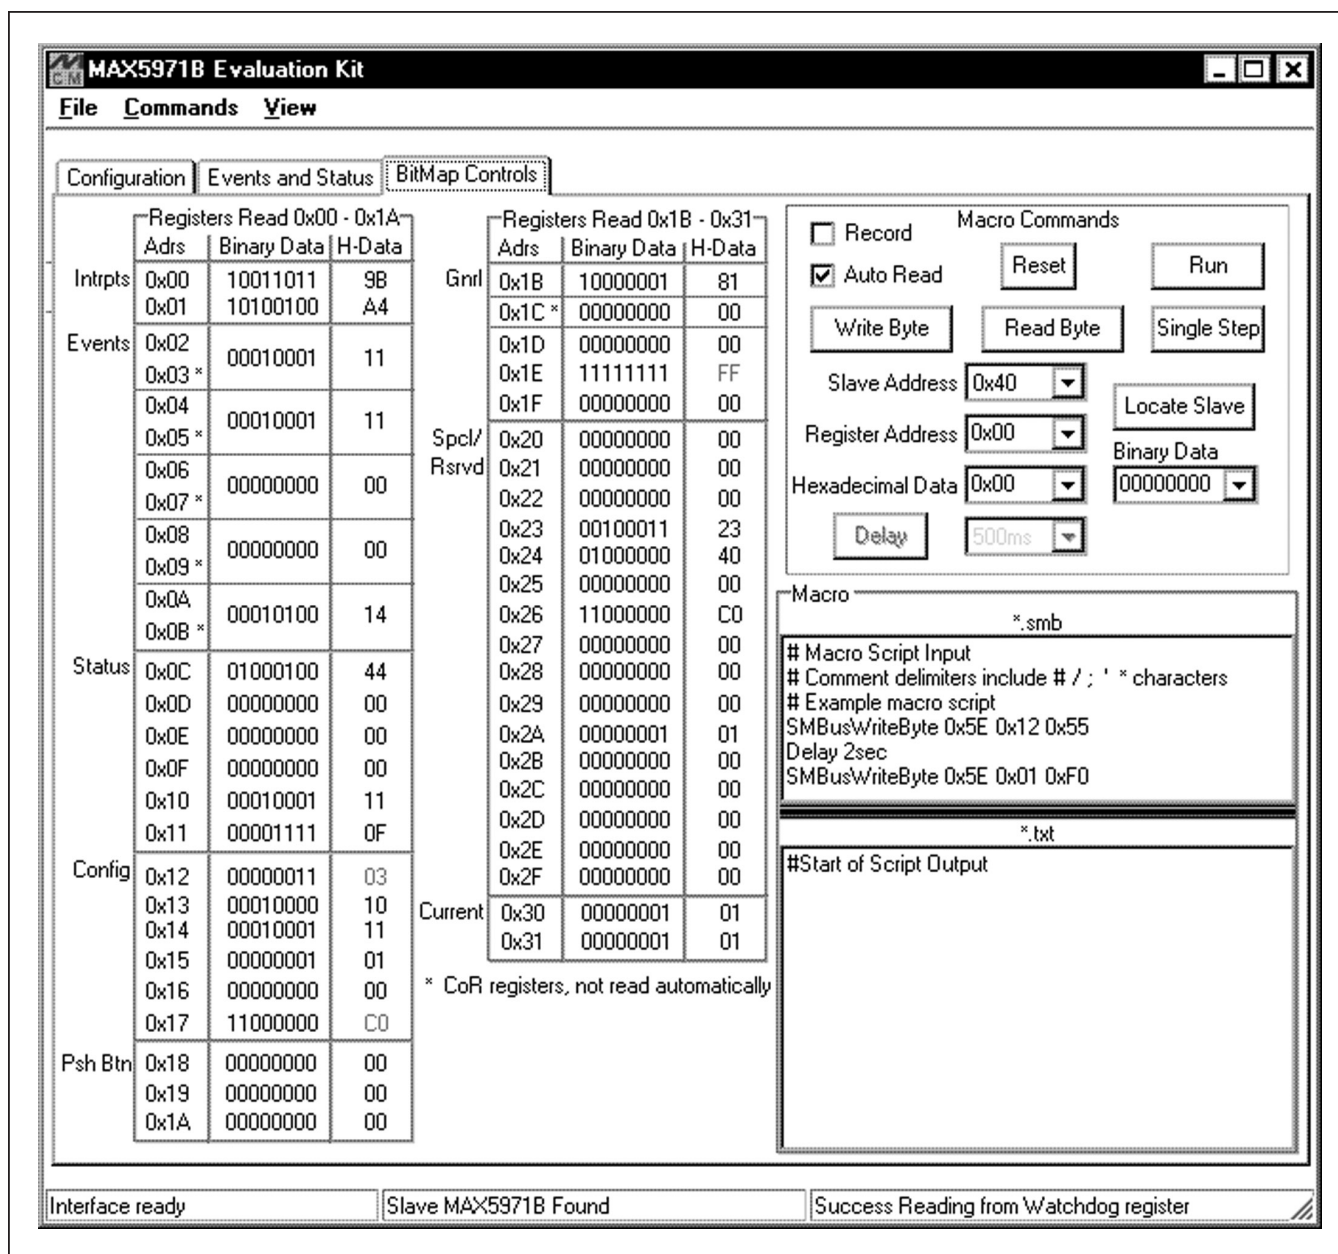 MAX5971B Evaluation Kit
File Commands View
Configuration Events and Status BitMap Controls
Registers Read 0x00 - 0x1A
Adrs Binary Data H-Data
Intrpts 0x00 10011011 9B
0x01 10100100 A4
Events 0x02
0x03 * 00010001 11
0x04
0x05 * 00010001 11
0x06
0x07 * 00000000 00
0x08
0x09 * 00000000 00
0x0A
0x0B * 00010100 14
Status 0x0C 01000100 44
0x0D 00000000 00
0x0E 00000000 00
0x0F 00000000 00
0x10 00010001 11
0x11 00001111 0F
Config 0x12 00000011 03
0x13 00010000 10
0x14 00010001 11
0x15 00000001 01
0x16 00000000 00
0x17 11000000 C0
Psh Btn 0x18 00000000 00
0x19 00000000 00
0x1A 00000000 00
Registers Read 0x1B - 0x31
Adrs Binary Data H-Data
Gnrl 0x1B 10000001 81
0x1C * 00000000 00
0x1D 00000000 00
0x1E 11111111 FF
0x1F 00000000 00
Spcl/ 0x20 00000000 00
Rsrvd 0x21 00000000 00
0x22 00000000 00
0x23 00100011 23
0x24 01000000 40
0x25 00000000 00
0x26 11000000 C0
0x27 00000000 00
0x28 00000000 00
0x29 00000000 00
0x2A 00000001 01
0x2B 00000000 00
0x2C 00000000 00
0x2D 00000000 00
0x2E 00000000 00
0x2F 00000000 00
Current 0x30 00000001 01
0x31 00000001 01
* CoR registers, not read automatically
Macro Commands
Record
Auto Read Reset Run
Write Byte Read Byte Single Step
Slave Address 0x40
Locate Slave
Register Address 0x00
Binary Data
Hexadecimal Data 0x00 00000000
Delay 500ms
Macro
*.smb
# Macro Script Input
# Comment delimiters include # / ; ' * characters
# Example macro script
SMBusWriteByte 0x5E 0x12 0x55
Delay 2sec
SMBusWriteByte 0x5E 0x01 0xF0
*.txt
#Start of Script Output
Interface ready Slave MAX5971B Found Success Reading from Watchdog register